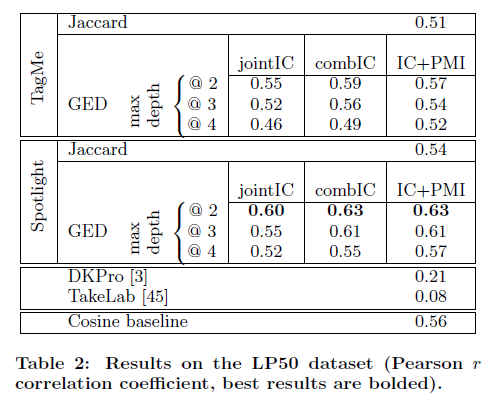 TagMe
Jaccard 0.51
jointIC combIC IC+PMI
GED max depth @ 2 0.55 0.59 0.57
@ 3 0.52 0.56 0.54
@ 4 0.46 0.49 0.52
Spotlight
Jaccard 0.54
jointIC combIC IC+PMI
GED max depth @ 2 0.60 0.63 0.63
@ 3 0.55 0.61 0.61
@ 4 0.52 0.55 0.57
DKPro [3] 0.21
TakeLab [45] 0.08
Cosine baseline 0.56
Table 2: Results on the LP50 dataset (Pearson r
correlation coefficient, best results are bolded).